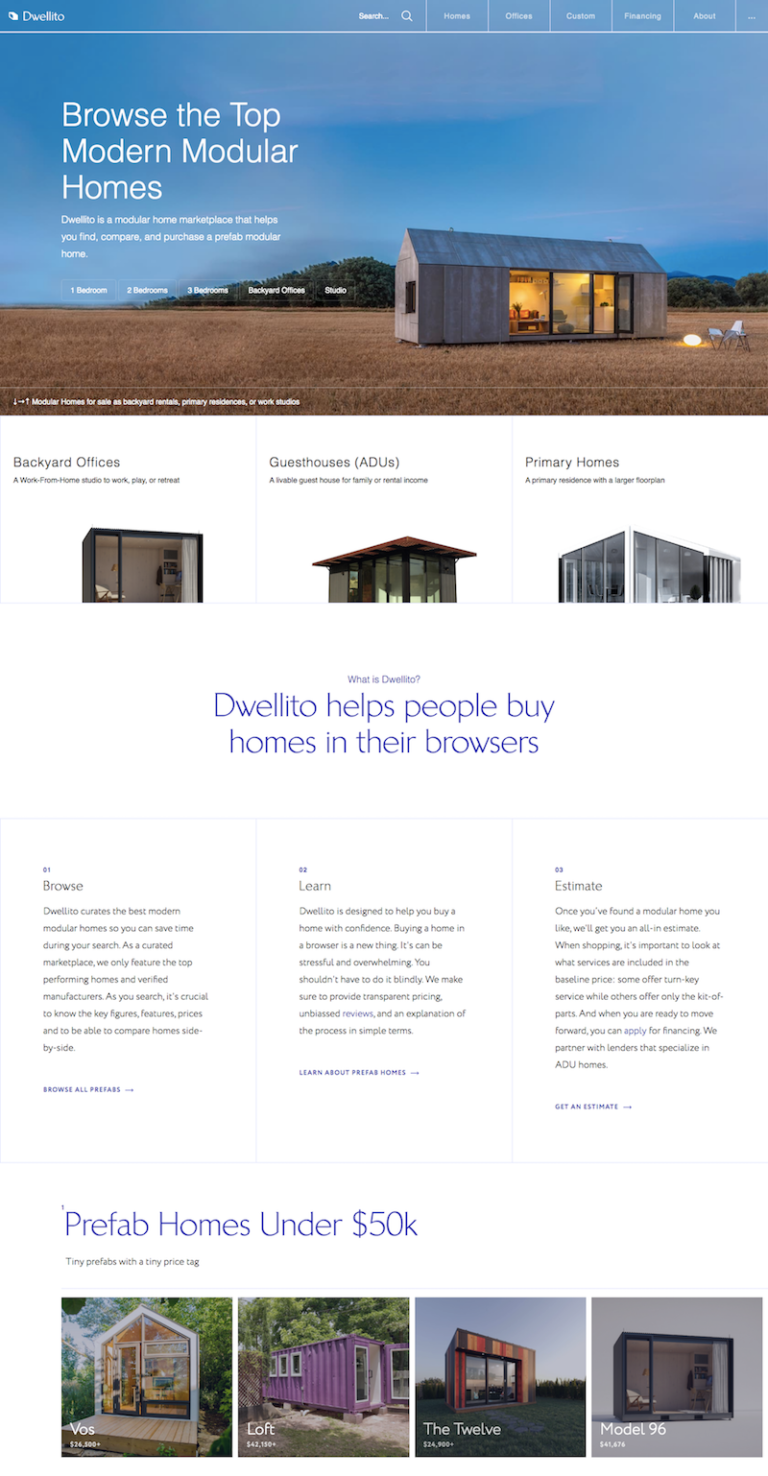 Dwellito
Search...
Homes
Offices
Custom
Financing
About
...
Browse the Top
Modern Modular
Homes
Dwellito is a modular home marketplace that helps
you find, compare, and purchase a prefab modular
home.
1 Bedroom
2 Bedrooms
3 Bedrooms
Backyard Offices
Studio
↓→↑ Modular Homes for sale as backyard rentals, primary residences, or work studios
Backyard Offices
A Work-From-Home studio to work, play, or retreat
Guesthouses (ADUs)
A livable guest house for family or rental income
Primary Homes
A primary residence with a larger floorplan
What is Dwellito?
Dwellito helps people buy
homes in their browsers
01
Browse
Dwellito curates the best modern
modular homes so you can save time
during your search. As a curated
marketplace, we only feature the top
performing homes and verified
manufacturers. As you search, it's crucial
to know the key figures, features, prices
and to be able to compare homes side-
by-side.
BROWSE ALL PREFABS →
02
Learn
Dwellito is designed to help you buy a
home with confidence. Buying a home in
a browser is a new thing. It's can be
stressful and overwhelming. You
shouldn't have to do it blindly. We make
sure to provide transparent pricing,
unbiassed reviews, and an explanation of
the process in simple terms.
LEARN ABOUT PREFAB HOMES →
03
Estimate
Once you've found a modular home you
like, we'll get you an all-in estimate.
When shopping, it's important to look at
what services are included in the
baseline price: some offer turn-key
service while others offer only the kit-of-
parts. And when you are ready to move
forward, you can apply for financing. We
partner with lenders that specialize in
ADU homes.
GET AN ESTIMATE →
1
Prefab Homes Under $50k
Tiny prefabs with a tiny price tag
Vos
$26,500+
Loft
$42,150+
The Twelve
$24,900+
Model 96
$41,676